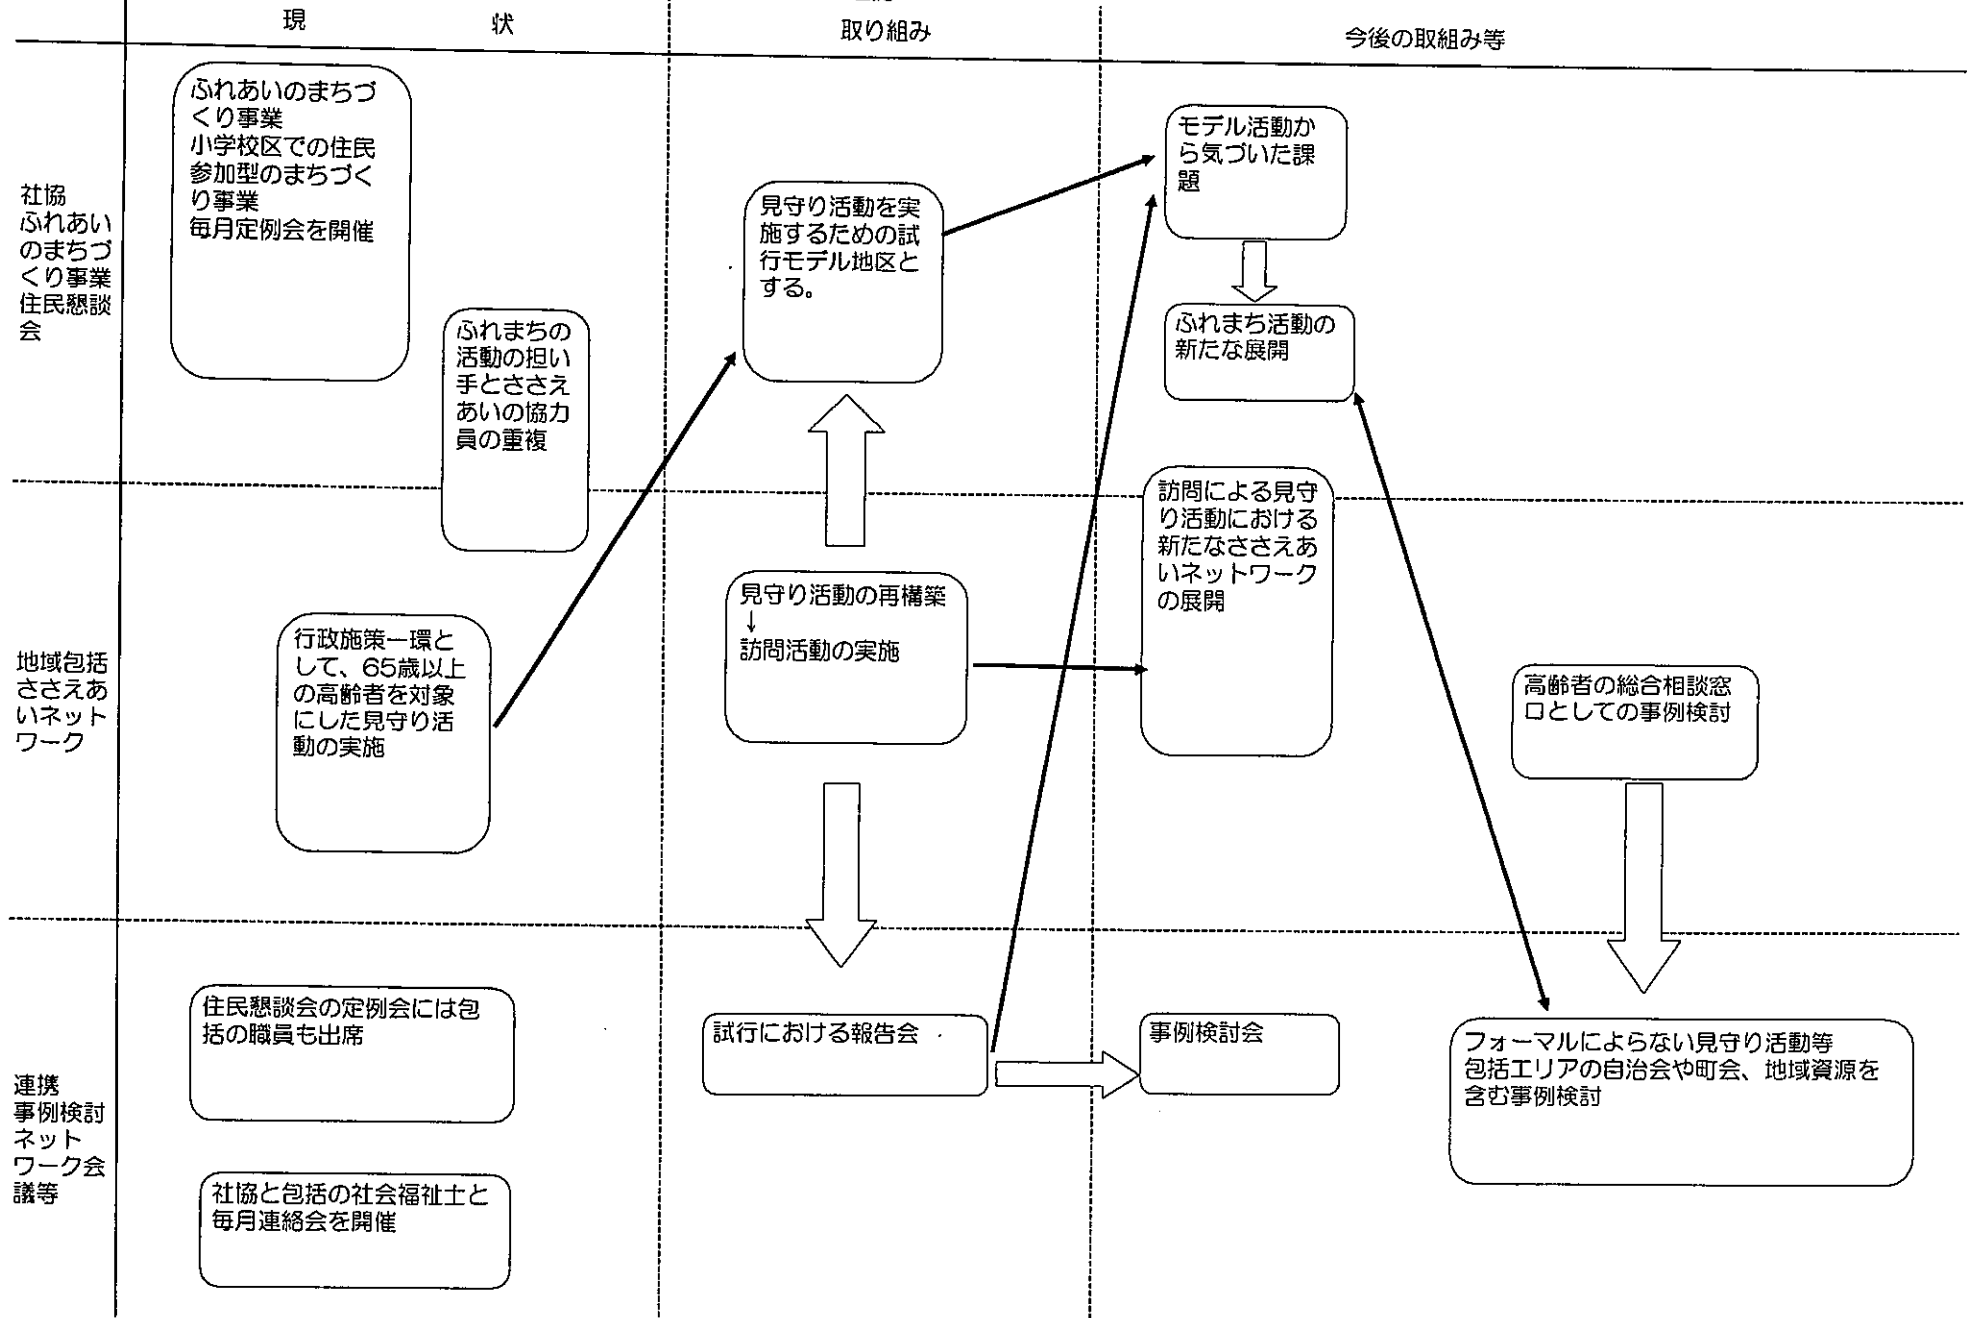 現 状
取り組み
今後の取組み等
社協
ふれあい
のまちづ
くり事業
住民懇談
会
ふれあいのまちづ
くり事業
小学校区での住民
参加型のまちづく
り事業
毎月定例会を開催
ふれまちの
活動の担い
手とささえ
あいの協力
員の重複
見守り活動を実
施するための試
行モデル地区と
する。
モデル活動か
ら気づいた課
題
ふれまち活動の
新たな展開
地域包括
ささえあ
いネット
ワーク
行政施策一環と
して、65歳以上
の高齢者を対象
にした見守り活
動の実施
見守り活動の再構築
↓
訪問活動の実施
訪問による見守
り活動における
新たなささえあ
いネットワーク
の展開
高齢者の総合相談窓
口としての事例検討
連携
事例検討
ネット
ワーク会
議等
住民懇談会の定例会には包
括の職員も出席
社協と包括の社会福祉士と
毎月連絡会を開催
試行における報告会
事例検討会
フォーマルによらない見守り活動等
包括エリアの自治会や町会、地域資源を
含む事例検討